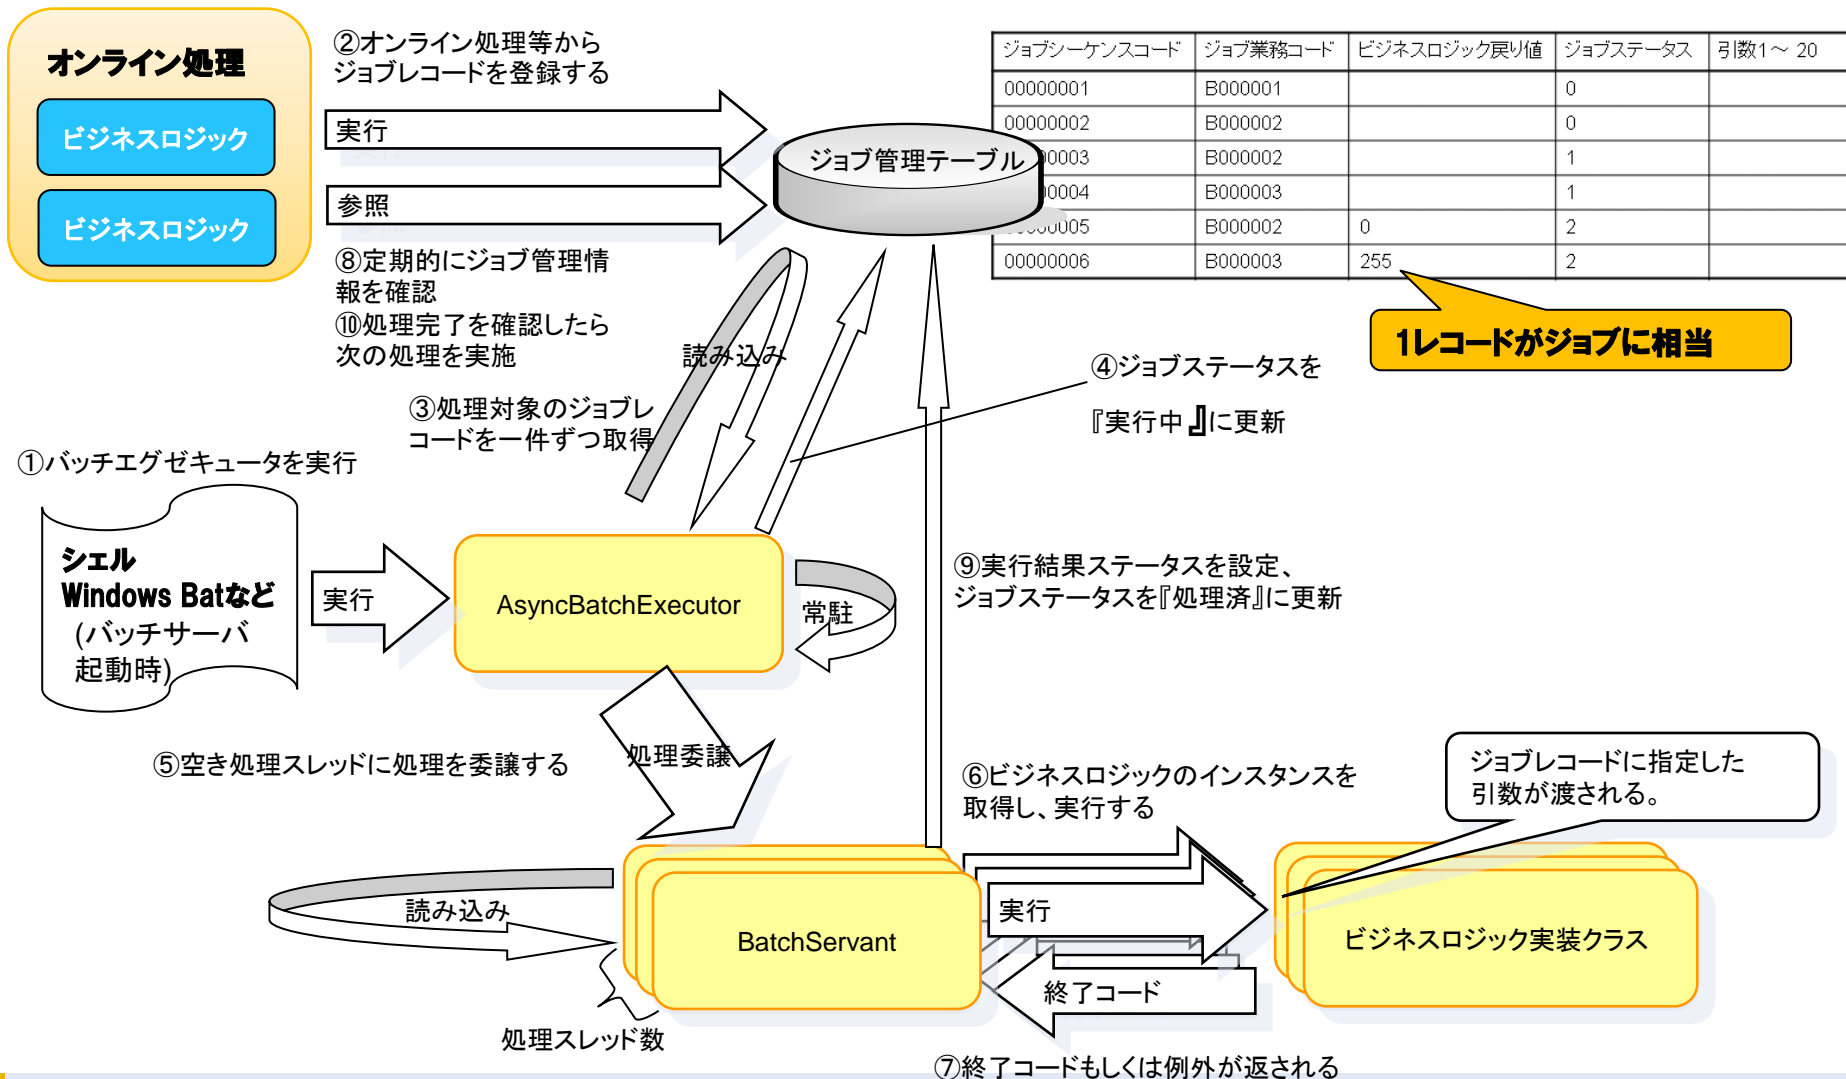 オンライン処理
ビジネスロジック
ビジネスロジック
②オンライン処理等から
ジョブレコードを登録する
実行
参照
ジョブ管理テーブル
ジョブシーケンスコード ジョブ業務コード ビジネスロジック戻り値 ジョブステータス 引数1～ 20
00000001 B000001 0
00000002 B000002 0
0003 B000002 1
0004 B000003 1
0005 B000002 0 2
00000006 B000003 255 2
1レコードがジョブに相当
⑧定期的にジョブ管理情
報を確認
⑩処理完了を確認したら
次の処理を実施
読み込み
③処理対象のジョブレ
コードを一件ずつ取得
④ジョブステータスを
『実行中』に更新
①バッチエグゼキュータを実行
シェル
Windows Batなど
(バッチサーバ
起動時)
実行
AsyncBatchExecutor
常駐
⑨実行結果ステータスを設定、
ジョブステータスを『処理済』に更新
⑤空き処理スレッドに処理を委譲する
処理委譲
⑥ビジネスロジックのインスタンスを
取得し、実行する
ジョブレコードに指定した
引数が渡される。
読み込み
BatchServant
実行
終了コード
ビジネスロジック実装クラス
処理スレッド数
⑦終了コードもしくは例外が返される